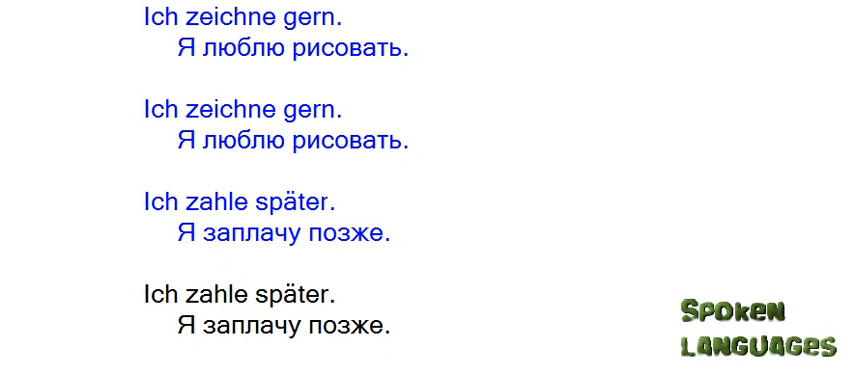 Ich zeichne gern.
Я люблю рисовать.
Ich zeichne gern.
Я люблю рисовать.
Ich zahle später.
Я заплачу позже.
Ich zahle später.
Я заплачу позже.
Spoken
Languages